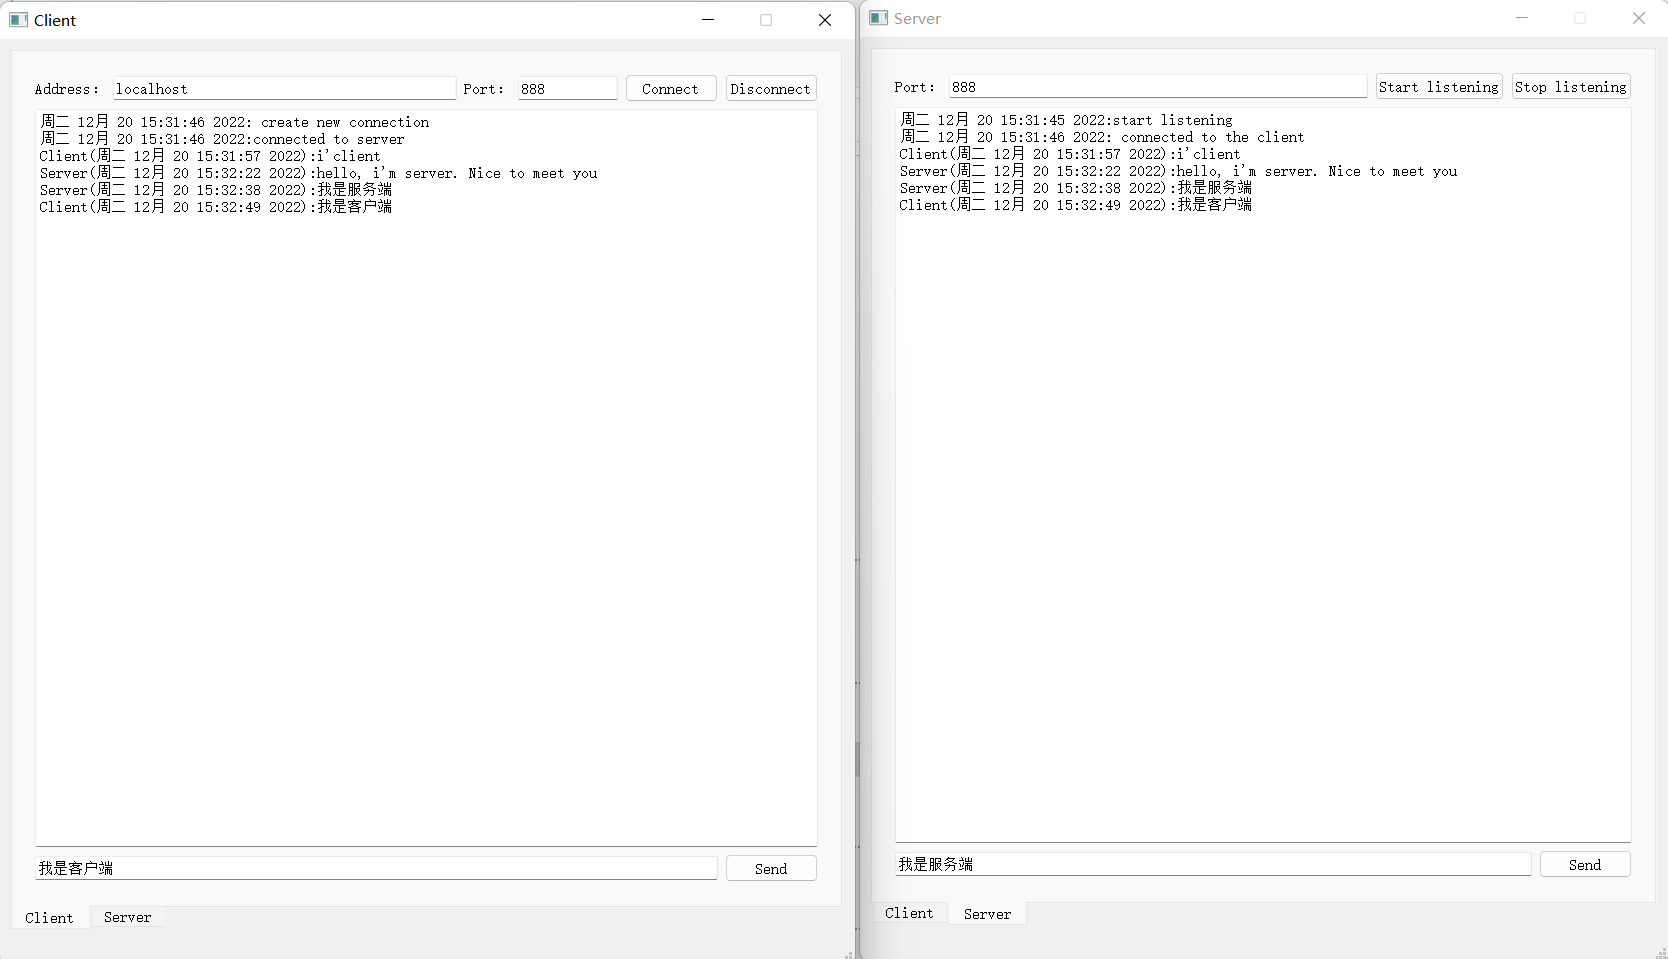 Client
Address: localhost Port: 888 Connect Disconnect
周二 12月 20 15:31:46 2022: create new connection
周二 12月 20 15:31:46 2022:connected to server
Client(周二 12月 20 15:31:57 2022):i'client
Server(周二 12月 20 15:32:22 2022):hello, i'm server. Nice to meet you
Server(周二 12月 20 15:32:38 2022):我是服务端
Client(周二 12月 20 15:32:49 2022):我是客户端
我是客户端 Send
Client Server
Server
Port: 888 Start listening Stop listening
周二 12月 20 15:31:45 2022:start listening
周二 12月 20 15:31:46 2022: connected to the client
Client(周二 12月 20 15:31:57 2022):i'client
Server(周二 12月 20 15:32:22 2022):hello, i'm server. Nice to meet you
Server(周二 12月 20 15:32:38 2022):我是服务端
Client(周二 12月 20 15:32:49 2022):我是客户端
我是服务端 Send
Client Server